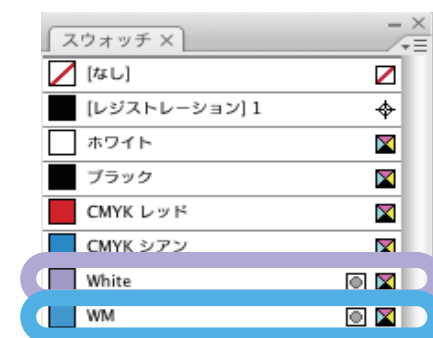 スウォッチ ×
[なし]
[レジストレーション] 1
ホワイト
ブラック
CMYK レッド
CMYK シアン
White
WM